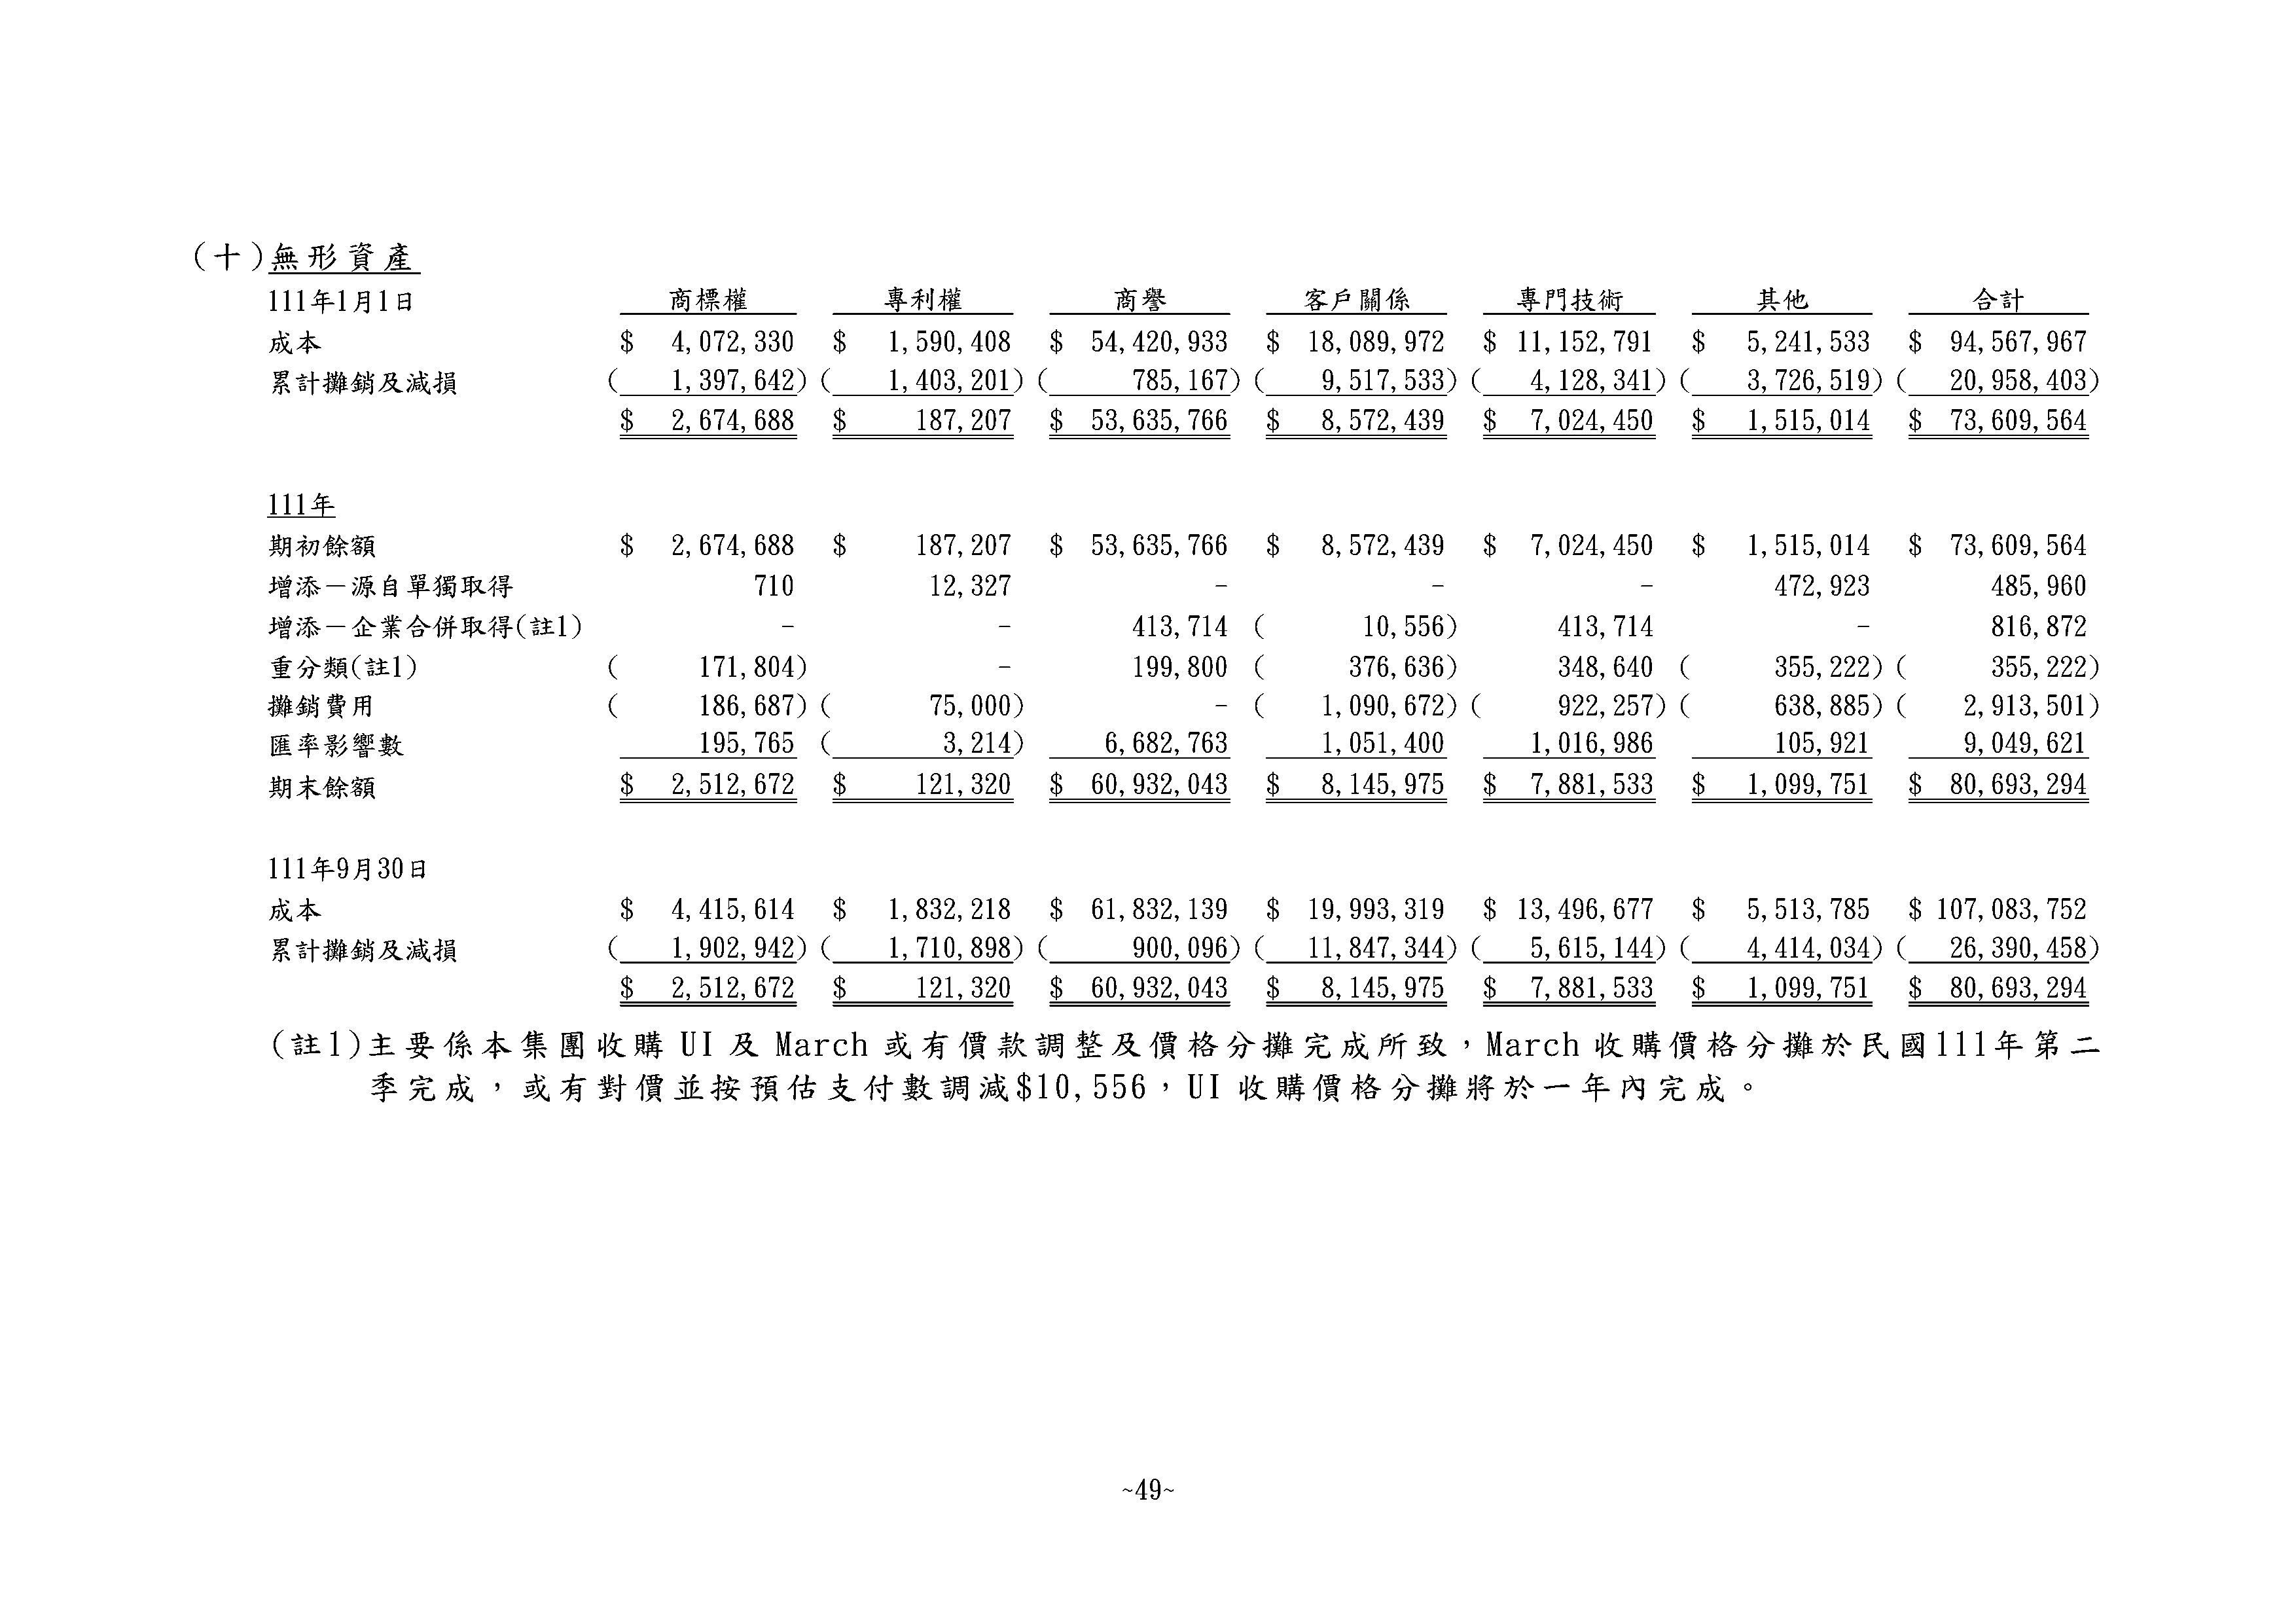 (十)無形資產
111年1月1日 商標權 專利權 商譽 客戶關係 專門技術 其他 合計
成本 $ 4,072,330 $ 1,590,408 $ 54,420,933 $ 18,089,972 $ 11,152,791 $ 5,241,533 $ 94,567,967
累計攤銷及減損 ( 1,397,642) ( 1,403,201) ( 785,167) ( 9,517,533) ( 4,128,341) ( 3,726,519) ( 20,958,403)
$ 2,674,688 $ 187,207 $ 53,635,766 $ 8,572,439 $ 7,024,450 $ 1,515,014 $ 73,609,564
111年
期初餘額 $ 2,674,688 $ 187,207 $ 53,635,766 $ 8,572,439 $ 7,024,450 $ 1,515,014 $ 73,609,564
增添－源自單獨取得 710 12,327 - - - 472,923 485,960
增添－企業合併取得(註1) - - 413,714 ( 10,556) 413,714 - 816,872
重分類(註1) ( 171,804) - 199,800 ( 376,636) 348,640 ( 355,222) ( 355,222)
攤銷費用 ( 186,687) ( 75,000) - ( 1,090,672) ( 922,257) ( 638,885) ( 2,913,501)
匯率影響數 195,765 ( 3,214) 6,682,763 1,051,400 1,016,986 105,921 9,049,621
期末餘額 $ 2,512,672 $ 121,320 $ 60,932,043 $ 8,145,975 $ 7,881,533 $ 1,099,751 $ 80,693,294
111年9月30日
成本 $ 4,415,614 $ 1,832,218 $ 61,832,139 $ 19,993,319 $ 13,496,677 $ 5,513,785 $ 107,083,752
累計攤銷及減損 ( 1,902,942) ( 1,710,898) ( 900,096) ( 11,847,344) ( 5,615,144) ( 4,414,034) ( 26,390,458)
$ 2,512,672 $ 121,320 $ 60,932,043 $ 8,145,975 $ 7,881,533 $ 1,099,751 $ 80,693,294
(註1)主要係本集團收購 UI 及 March 或有價款調整及價格分攤完成所致，March 收購價格分攤於民國111年第二
季完成，或有對價並按預估支付數調減$10,556，UI 收購價格分攤將於一年內完成。
~49~